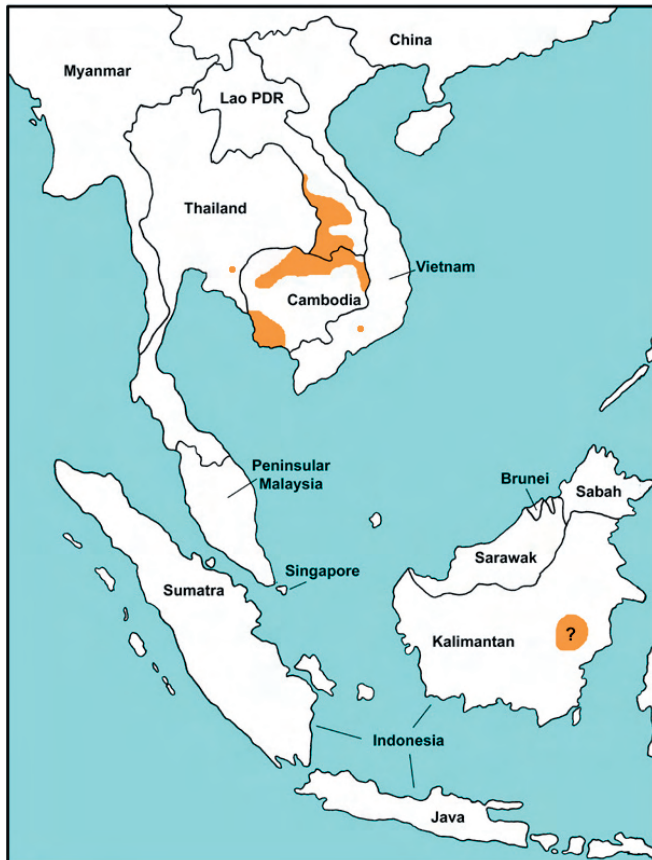 China
Myanmar
Lao PDR
Thailand
Vietnam
Cambodia
Peninsular
Malaysia
Brunei
Sabah
Singapore
Sarawak
Sumatra
Kalimantan
?
Indonesia
Java